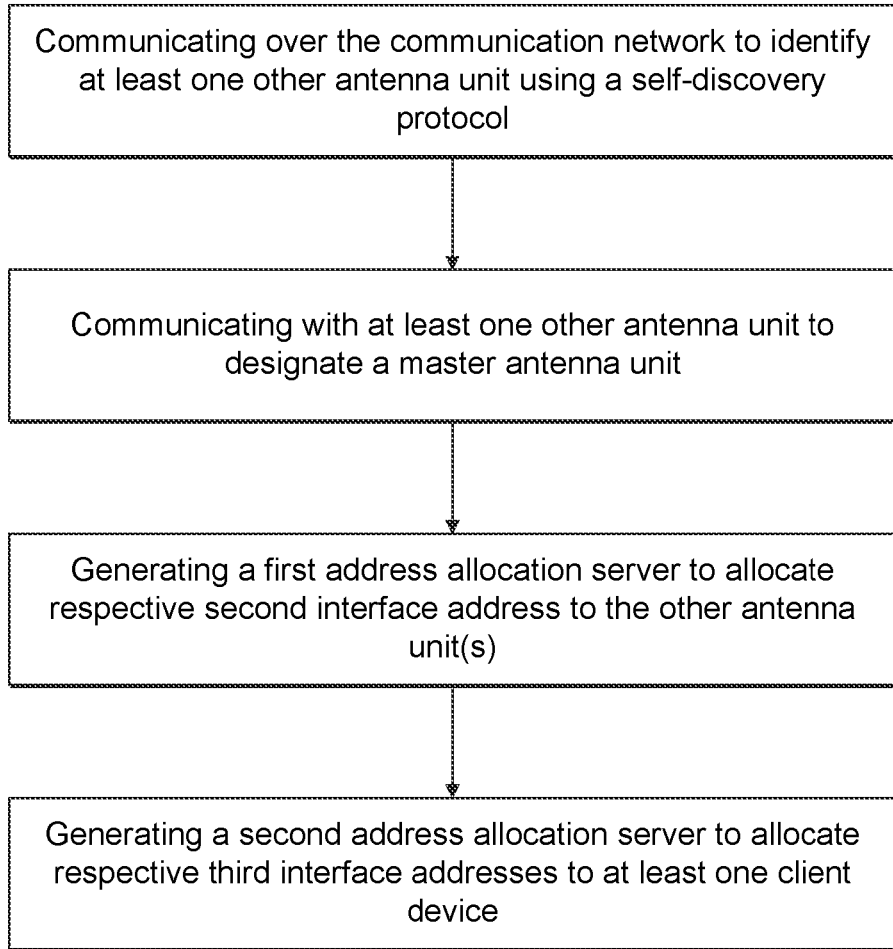 Communicating over the communication network to identify
at least one other antenna unit using a self-discovery
protocol
Communicating with at least one other antenna unit to
designate a master antenna unit
Generating a first address allocation server to allocate
respective second interface address to the other antenna
unit(s)
Generating a second address allocation server to allocate
respective third interface addresses to at least one client
device